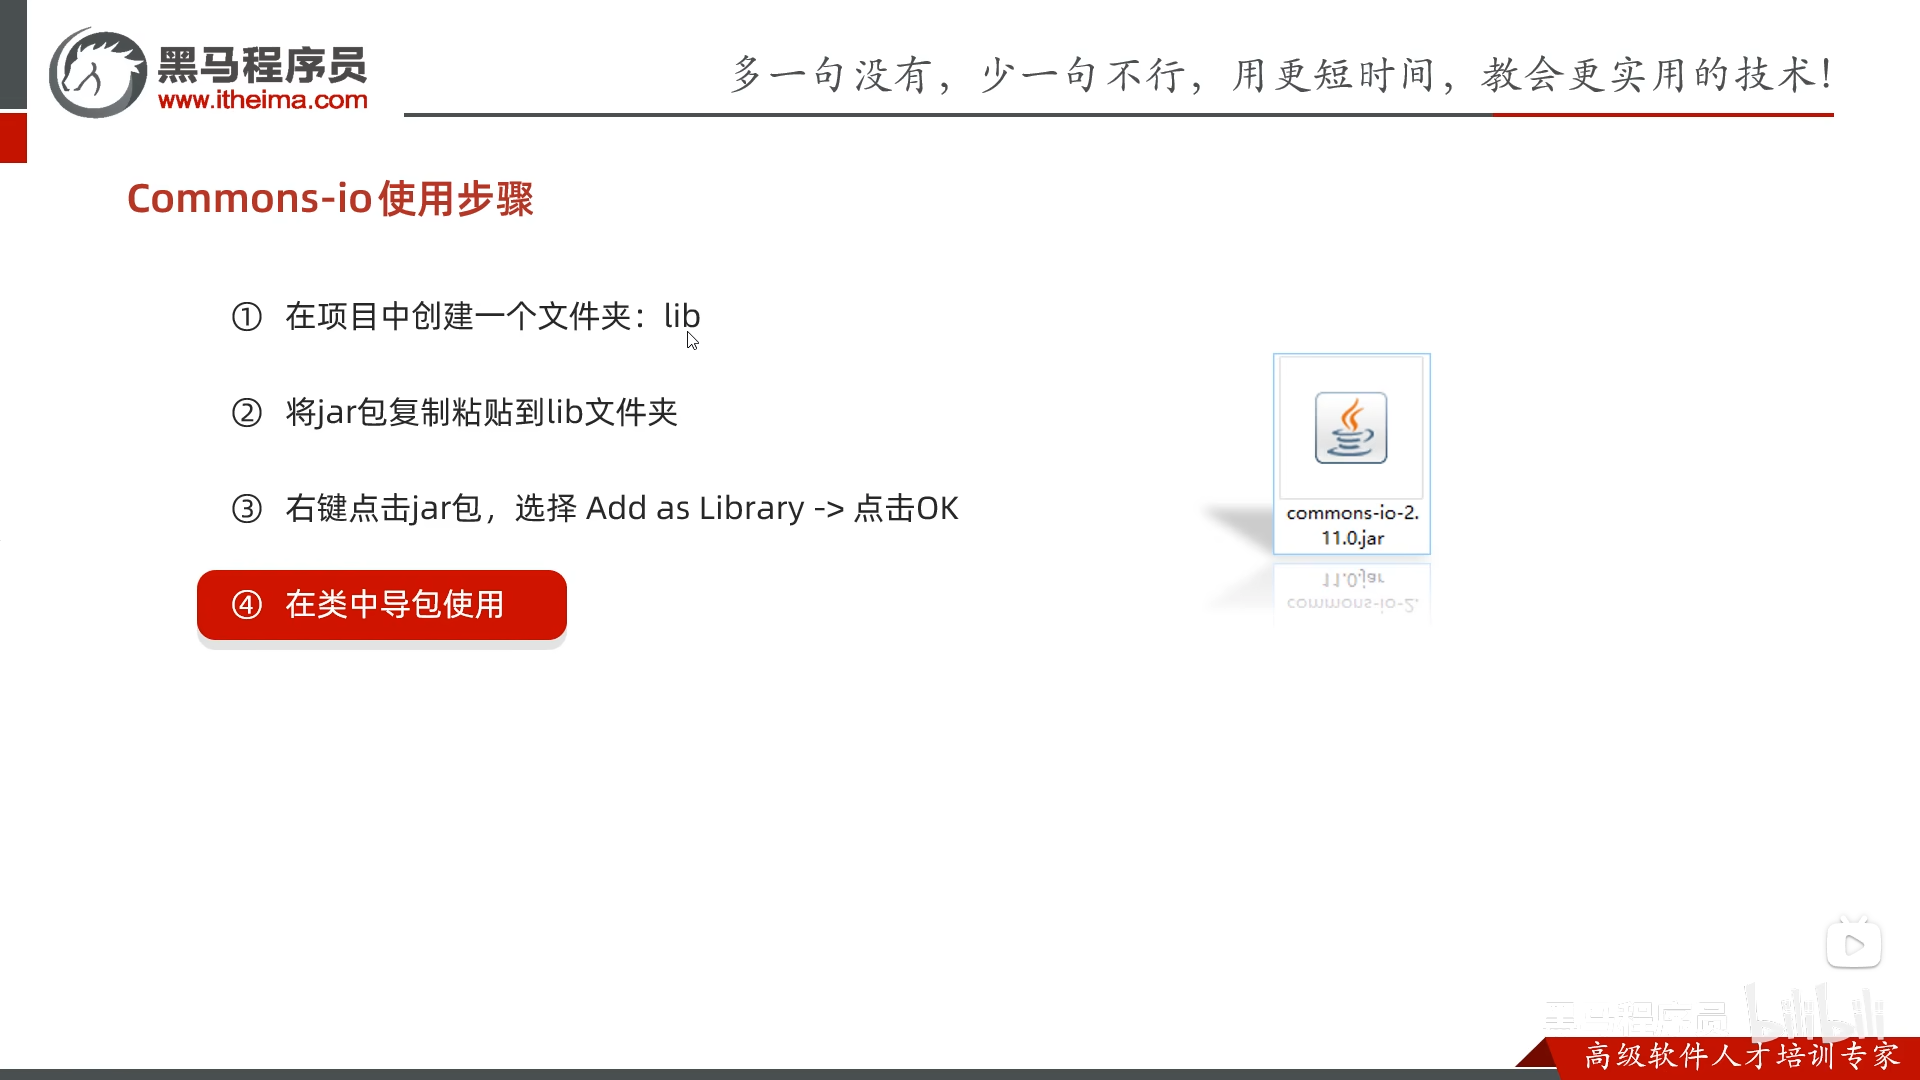 黑马程序员
www.itheima.com
多一句没有，少一句不行，用更短时间，教会更实用的技术！
Commons-io使用步骤
① 在项目中创建一个文件夹：lib
② 将jar包复制粘贴到lib文件夹
③ 右键点击jar包，选择 Add as Library -> 点击OK
④ 在类中导包使用
commons-io-2.
11.0.jar
黑马程序员 bilibili
高级软件人才培训专家